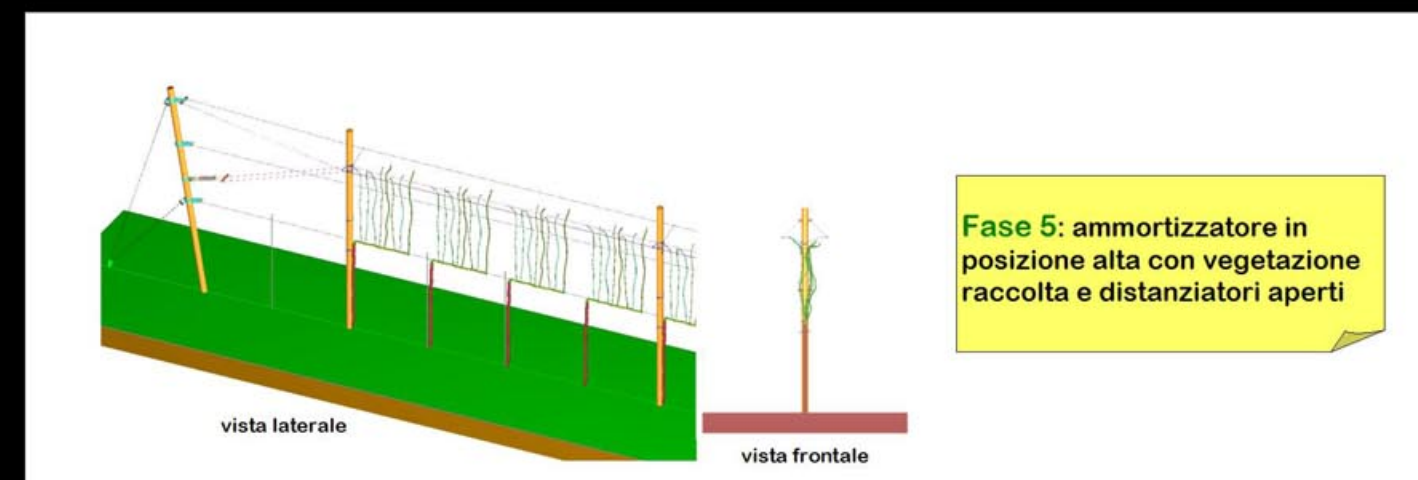 Fase 5: ammortizzatore in
posizione alta con vegetazione
raccolta e distanziatori aperti
vista laterale
vista frontale